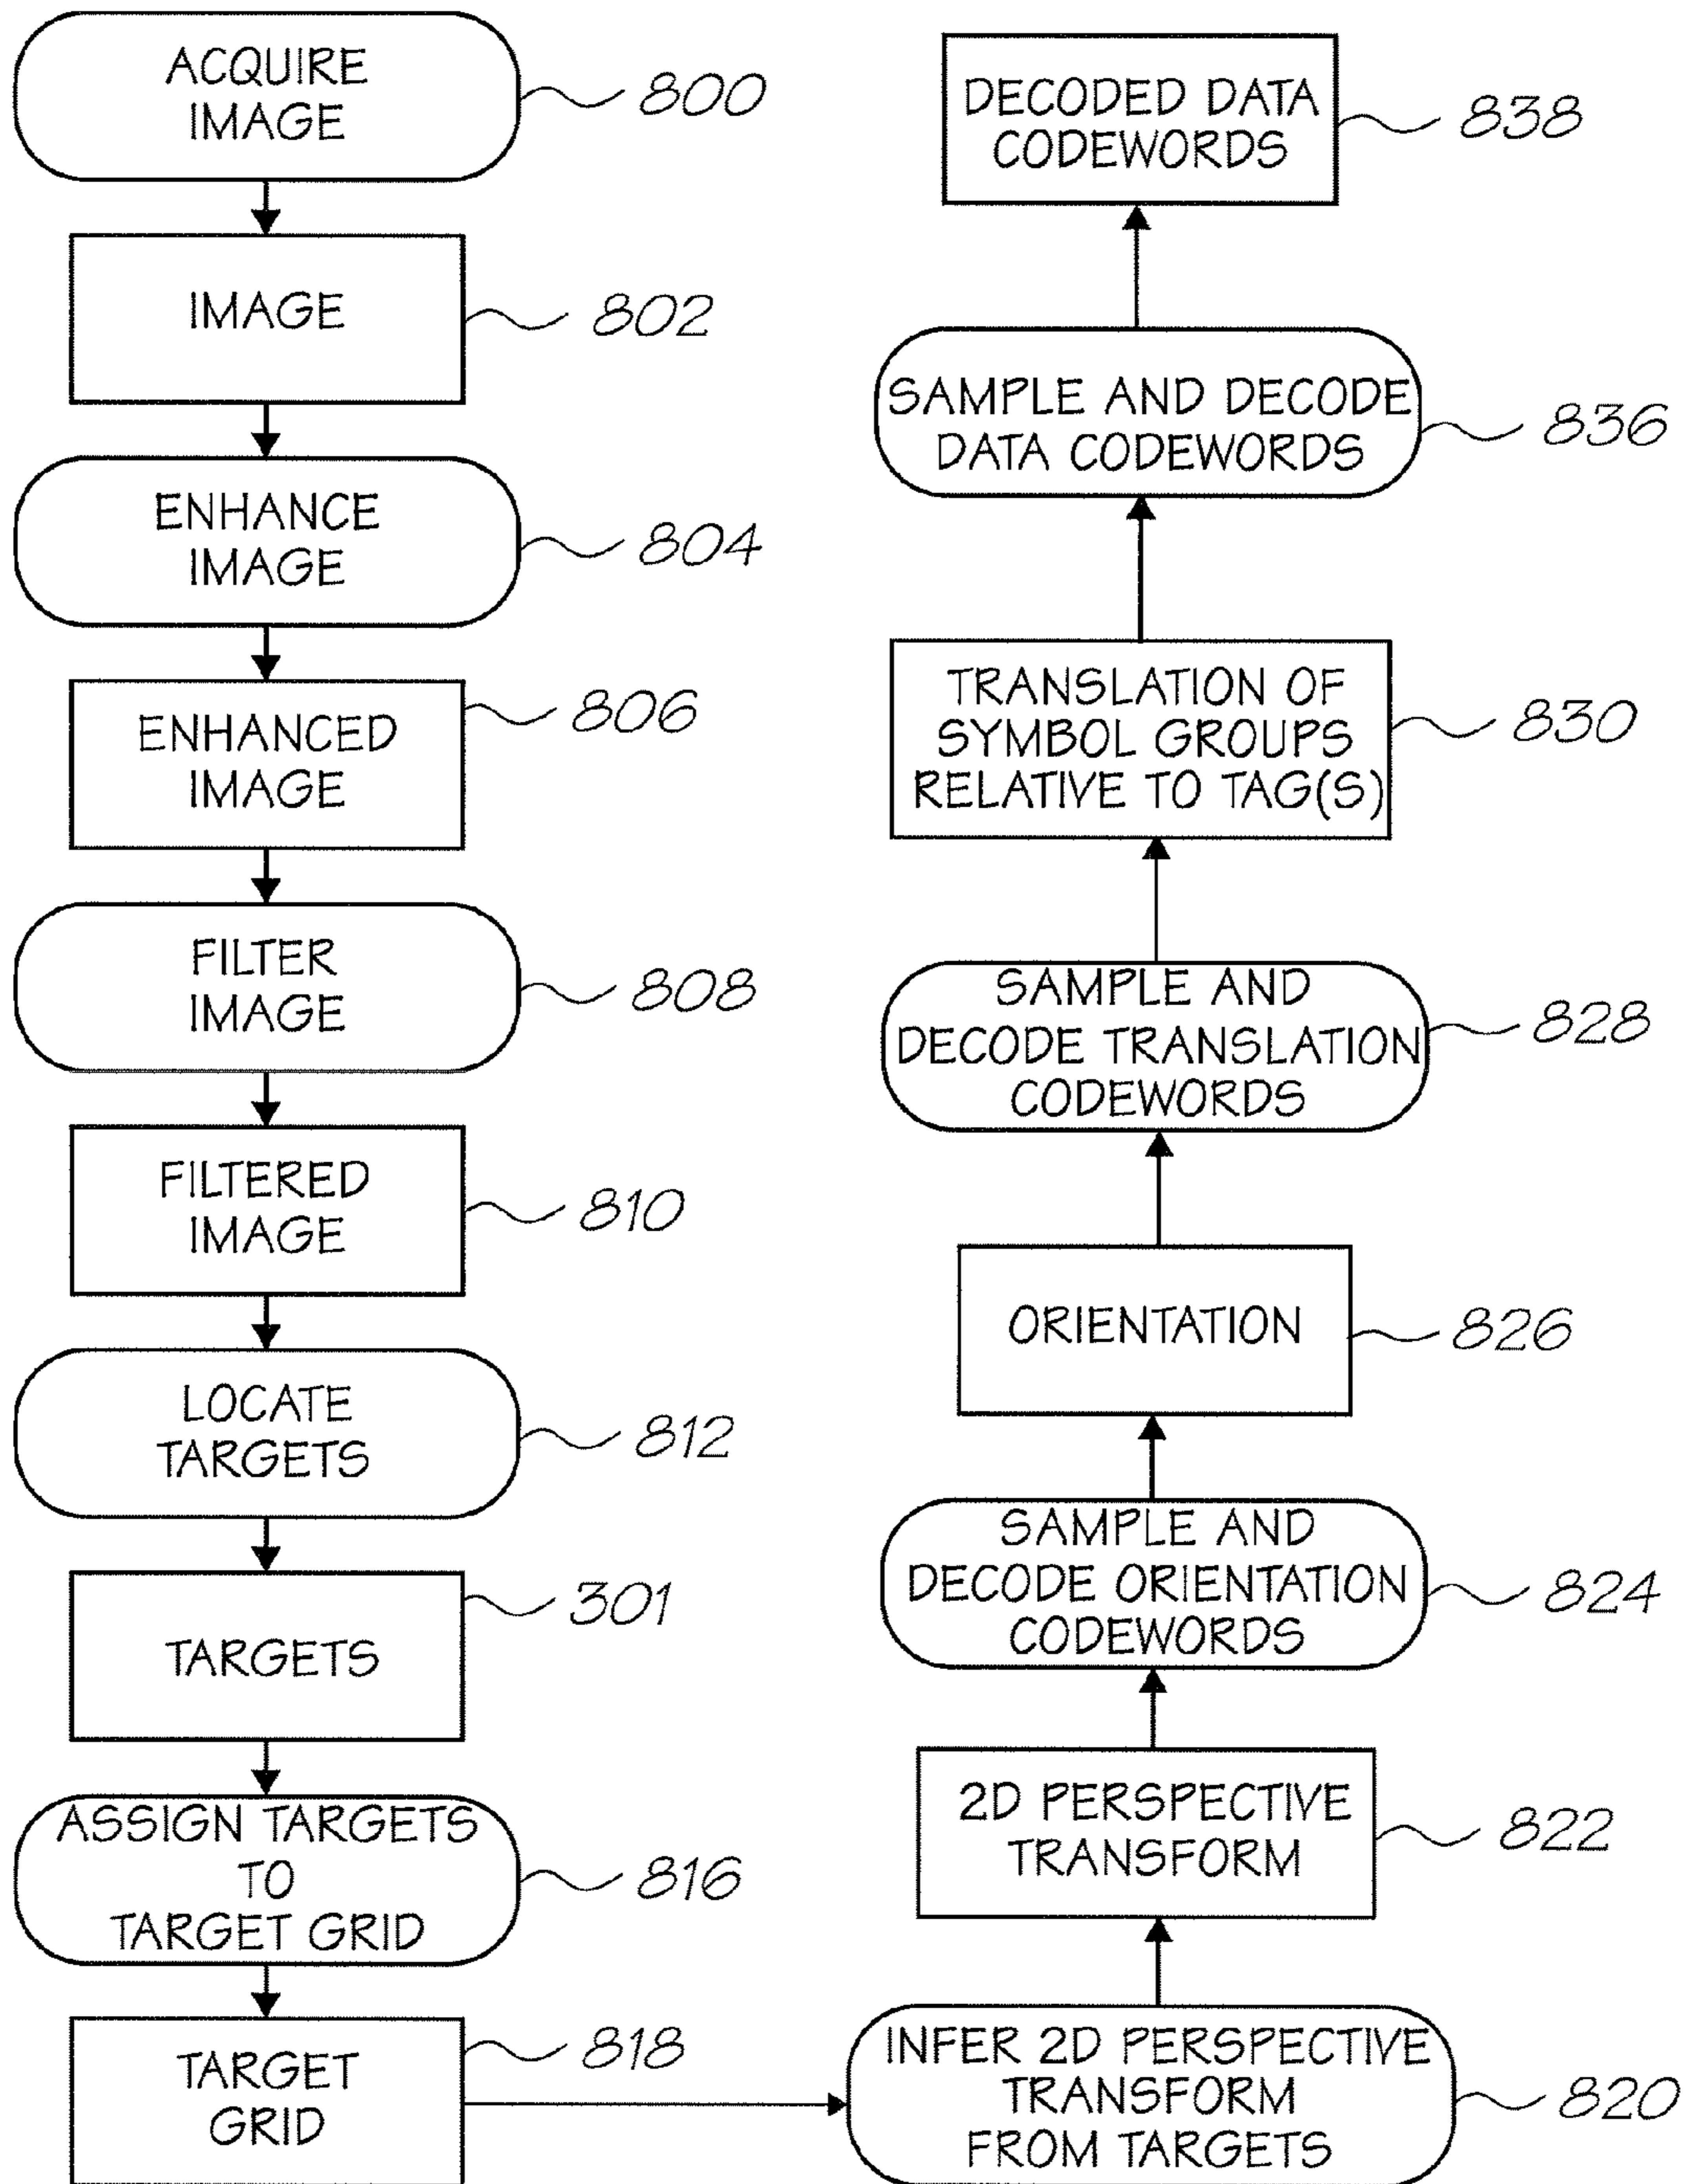 ACQUIRE
IMAGE
800
IMAGE
802
ENHANCE
IMAGE
804
ENHANCED
IMAGE
806
FILTER
IMAGE
808
FILTERED
IMAGE
810
LOCATE
TARGETS
812
TARGETS
301
ASSIGN TARGETS
TO
TARGET GRID
816
TARGET
GRID
818
INFER 2D PERSPECTIVE
TRANSFORM
FROM TARGETS
820
2D PERSPECTIVE
TRANSFORM
822
SAMPLE AND
DECODE ORIENTATION
CODEWORDS
824
ORIENTATION
826
SAMPLE AND
DECODE TRANSLATION
CODEWORDS
828
TRANSLATION OF
SYMBOL GROUPS
RELATIVE TO TAG(S)
830
SAMPLE AND DECODE
DATA CODEWORDS
836
DECODED DATA
CODEWORDS
838